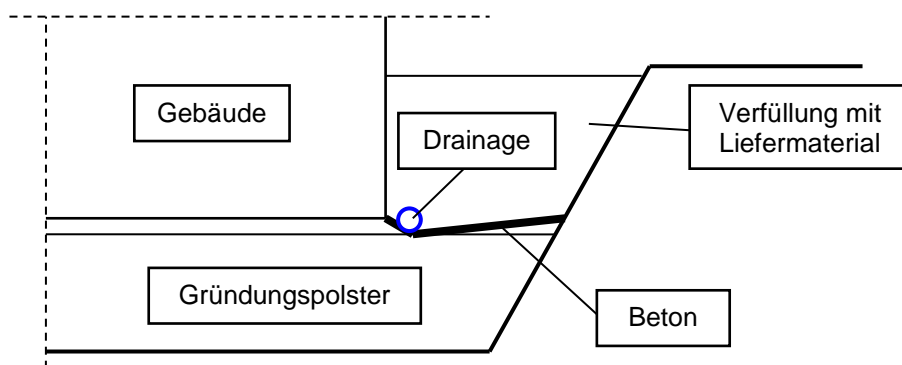 Gebäude
Drainage
Verfüllung mit
Liefermaterial
Gründungspolster
Beton